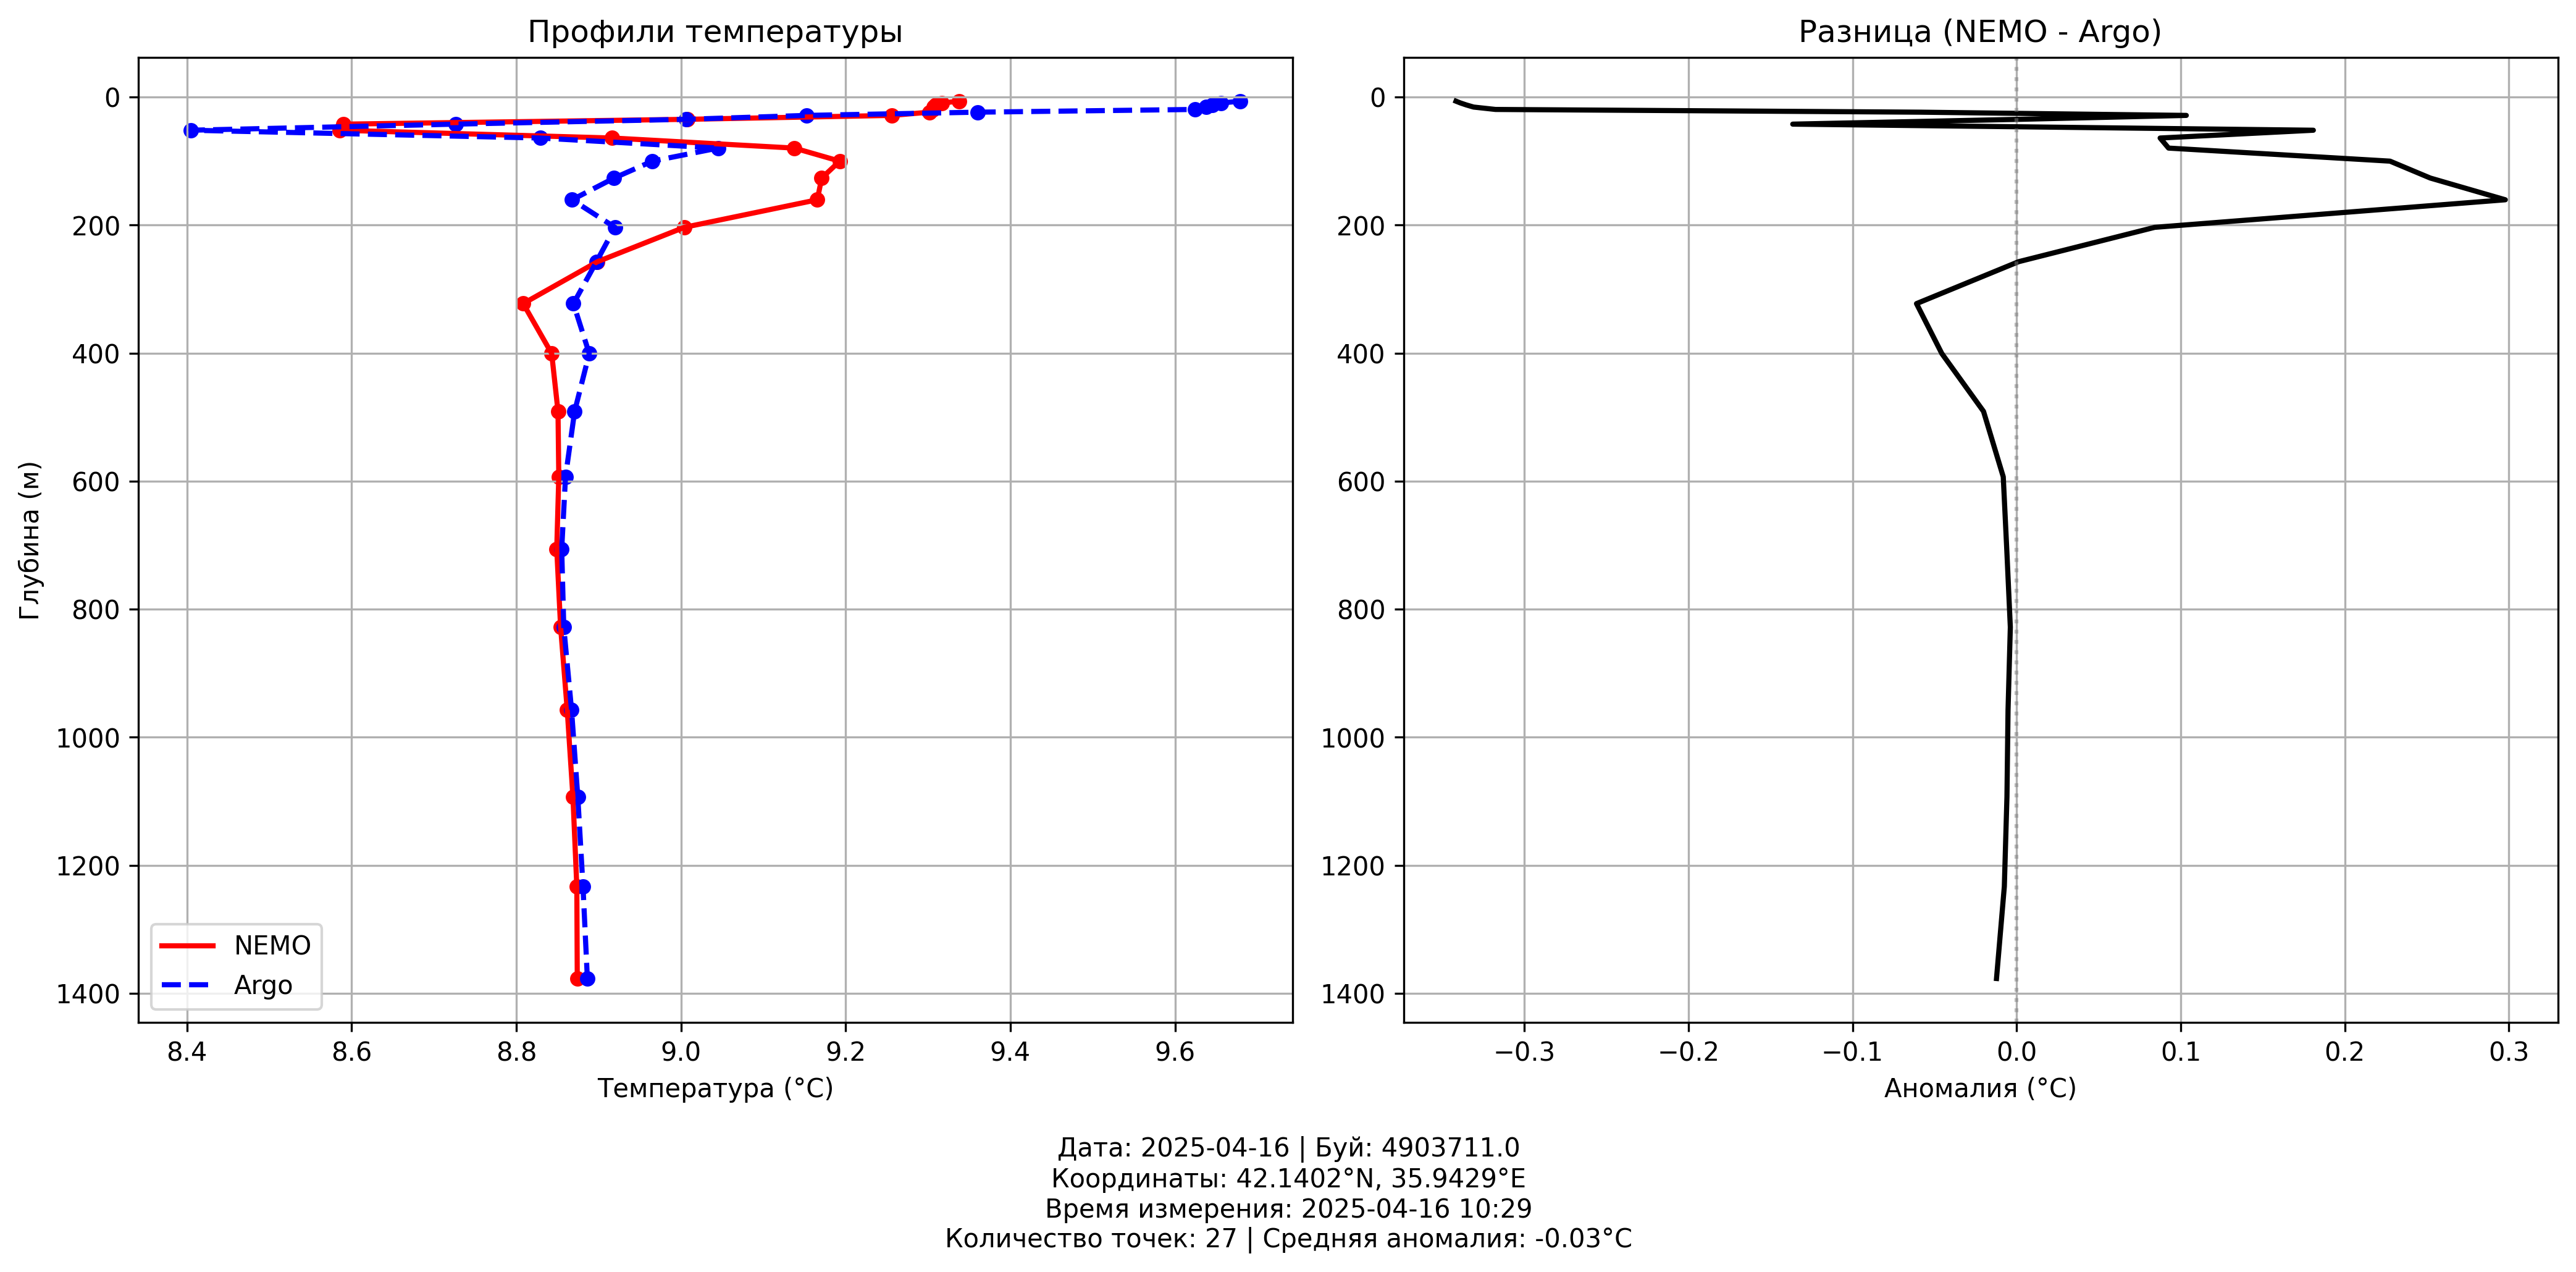 Профили температуры
Разница (NEMO - Argo)
0
200
400
600
800
1000
1200
1400
Глубина (м)
8.4 8.6 8.8 9.0 9.2 9.4 9.6
Температура (°C)
NEMO
Argo
0
200
400
600
800
1000
1200
1400
−0.3 −0.2 −0.1 0.0 0.1 0.2 0.3
Аномалия (°C)
Дата: 2025-04-16 | Буй: 4903711.0
Координаты: 42.1402°N, 35.9429°E
Время измерения: 2025-04-16 10:29
Количество точек: 27 | Средняя аномалия: -0.03°C